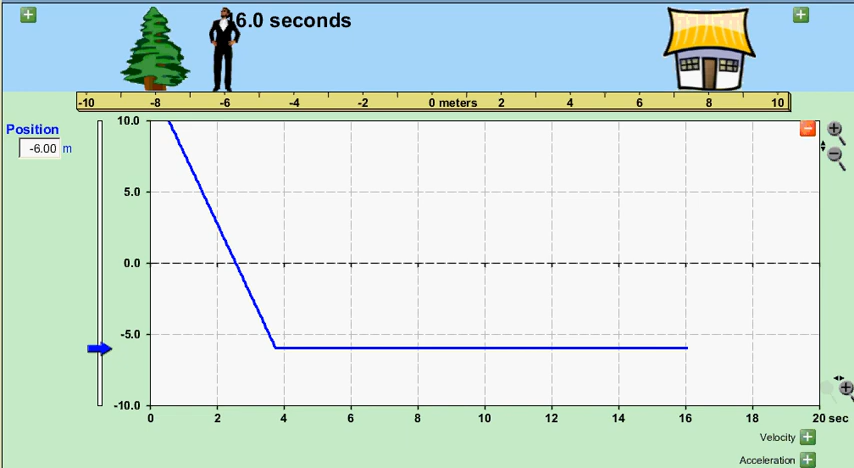 6.0 seconds
-10 -8 -6 -4 -2 0 meters 2 4 6 8 10
Position
-6.00 m
10.0
5.0
0.0
-5.0
-10.0
0 2 4 6 8 10 12 14 16 18 20 sec
Velocity
Acceleration